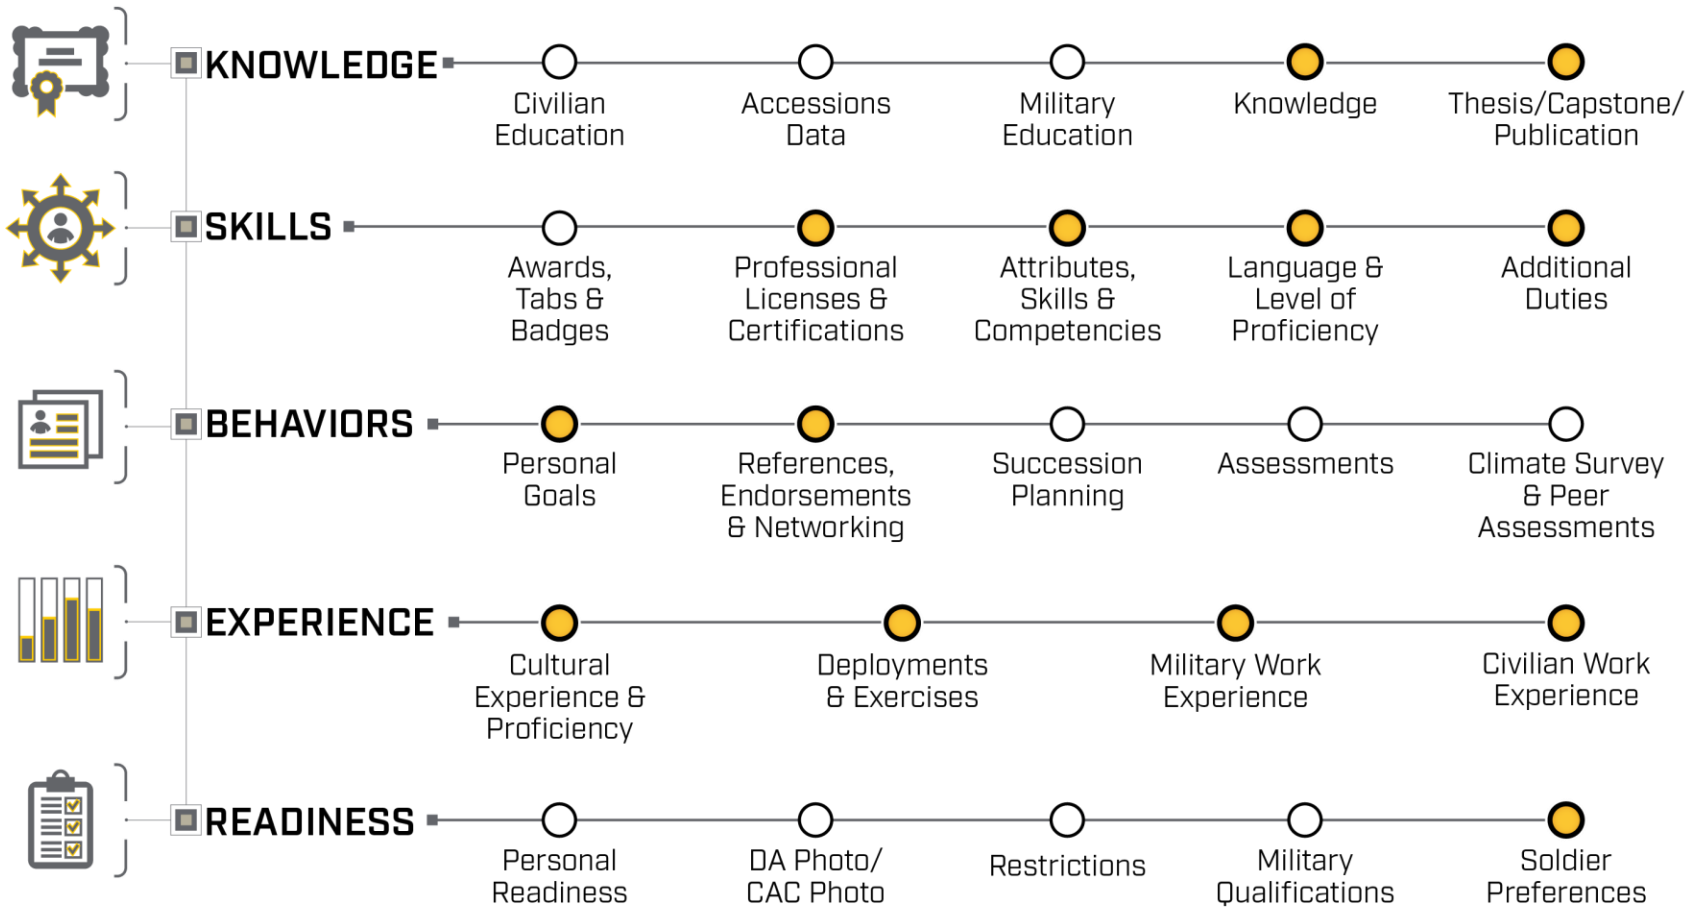 KNOWLEDGE
Civilian
Education
Accessions
Data
Military
Education
Knowledge
Thesis/Capstone/
Publication
SKILLS
Awards,
Tabs &
Badges
Professional
Licenses &
Certifications
Attributes,
Skills &
Competencies
Language &
Level of
Proficiency
Additional
Duties
BEHAVIORS
Personal
Goals
References,
Endorsements
& Networking
Succession
Planning
Assessments
Climate Survey
& Peer
Assessments
EXPERIENCE
Cultural
Experience &
Proficiency
Deployments
& Exercises
Military Work
Experience
Civilian Work
Experience
READINESS
Personal
Readiness
DA Photo/
CAC Photo
Restrictions
Military
Qualifications
Soldier
Preferences